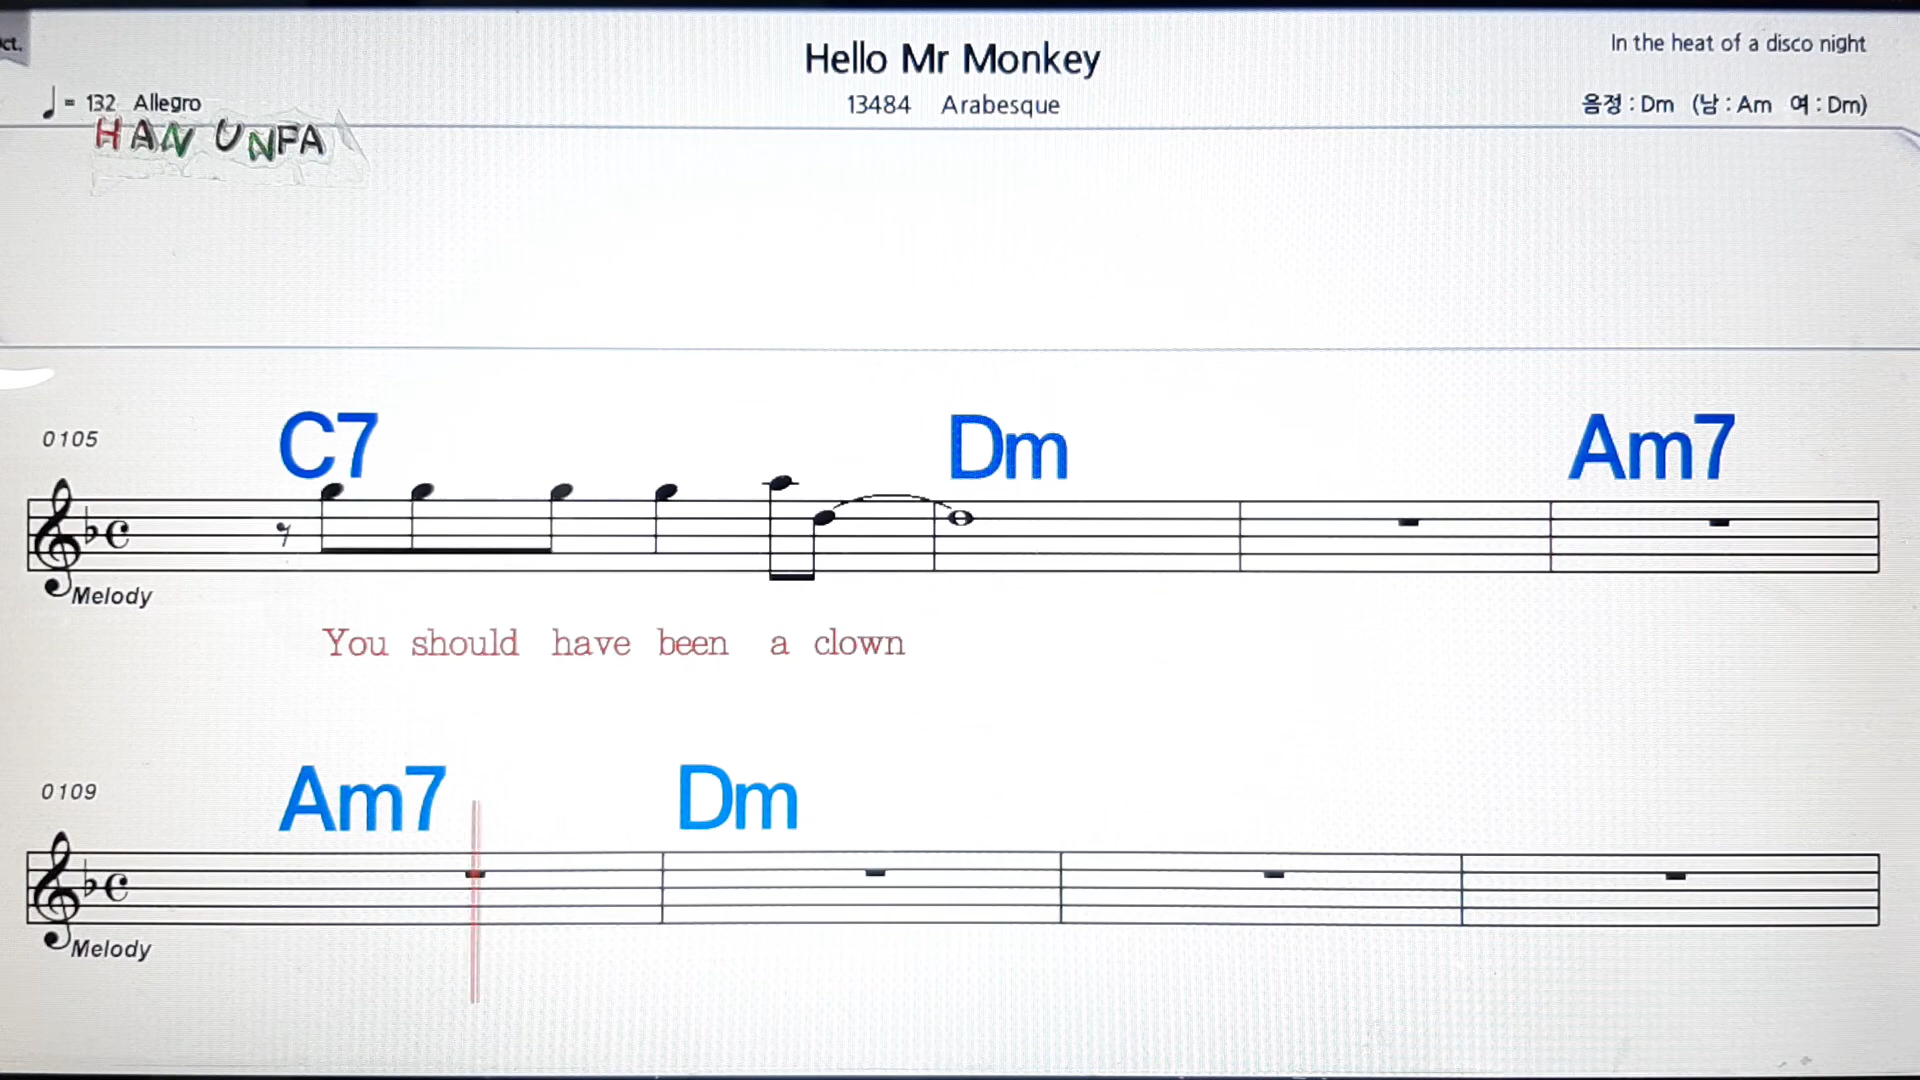 ct.
Hello Mr Monkey
In the heat of a disco night
= 132 Allegro
13484 Arabesque
음정 : Dm (남 : Am 여 : Dm)
HAN UNFA
0105
C7 Dm Am7
Melody
You should have been a clown
0109
Am7 Dm
Melody